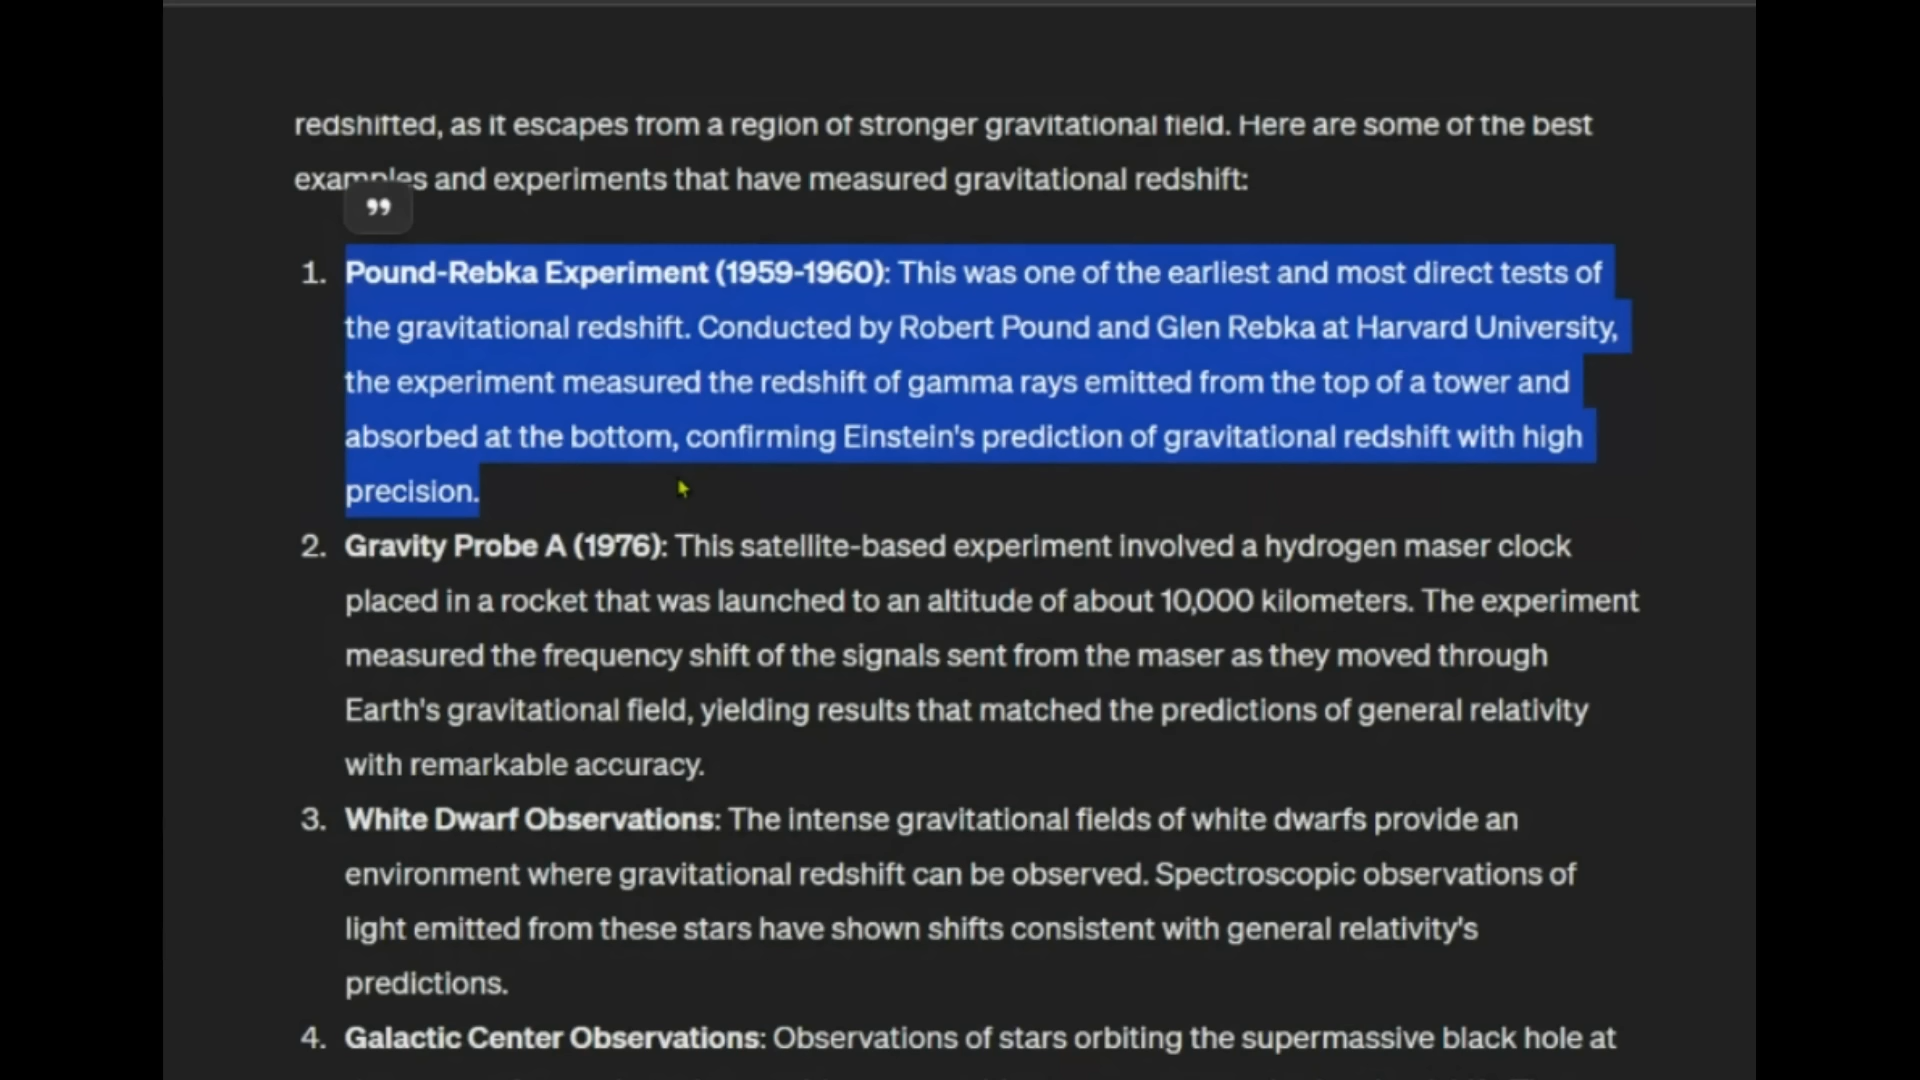 redshifted, as it escapes from a region of stronger gravitational field. Here are some of the best
examples and experiments that have measured gravitational redshift:
1. Pound-Rebka Experiment (1959-1960): This was one of the earliest and most direct tests of
the gravitational redshift. Conducted by Robert Pound and Glen Rebka at Harvard University,
the experiment measured the redshift of gamma rays emitted from the top of a tower and
absorbed at the bottom, confirming Einstein's prediction of gravitational redshift with high
precision.
2. Gravity Probe A (1976): This satellite-based experiment involved a hydrogen maser clock
placed in a rocket that was launched to an altitude of about 10,000 kilometers. The experiment
measured the frequency shift of the signals sent from the maser as they moved through
Earth's gravitational field, yielding results that matched the predictions of general relativity
with remarkable accuracy.
3. White Dwarf Observations: The intense gravitational fields of white dwarfs provide an
environment where gravitational redshift can be observed. Spectroscopic observations of
light emitted from these stars have shown shifts consistent with general relativity's
predictions.
4. Galactic Center Observations: Observations of stars orbiting the supermassive black hole at